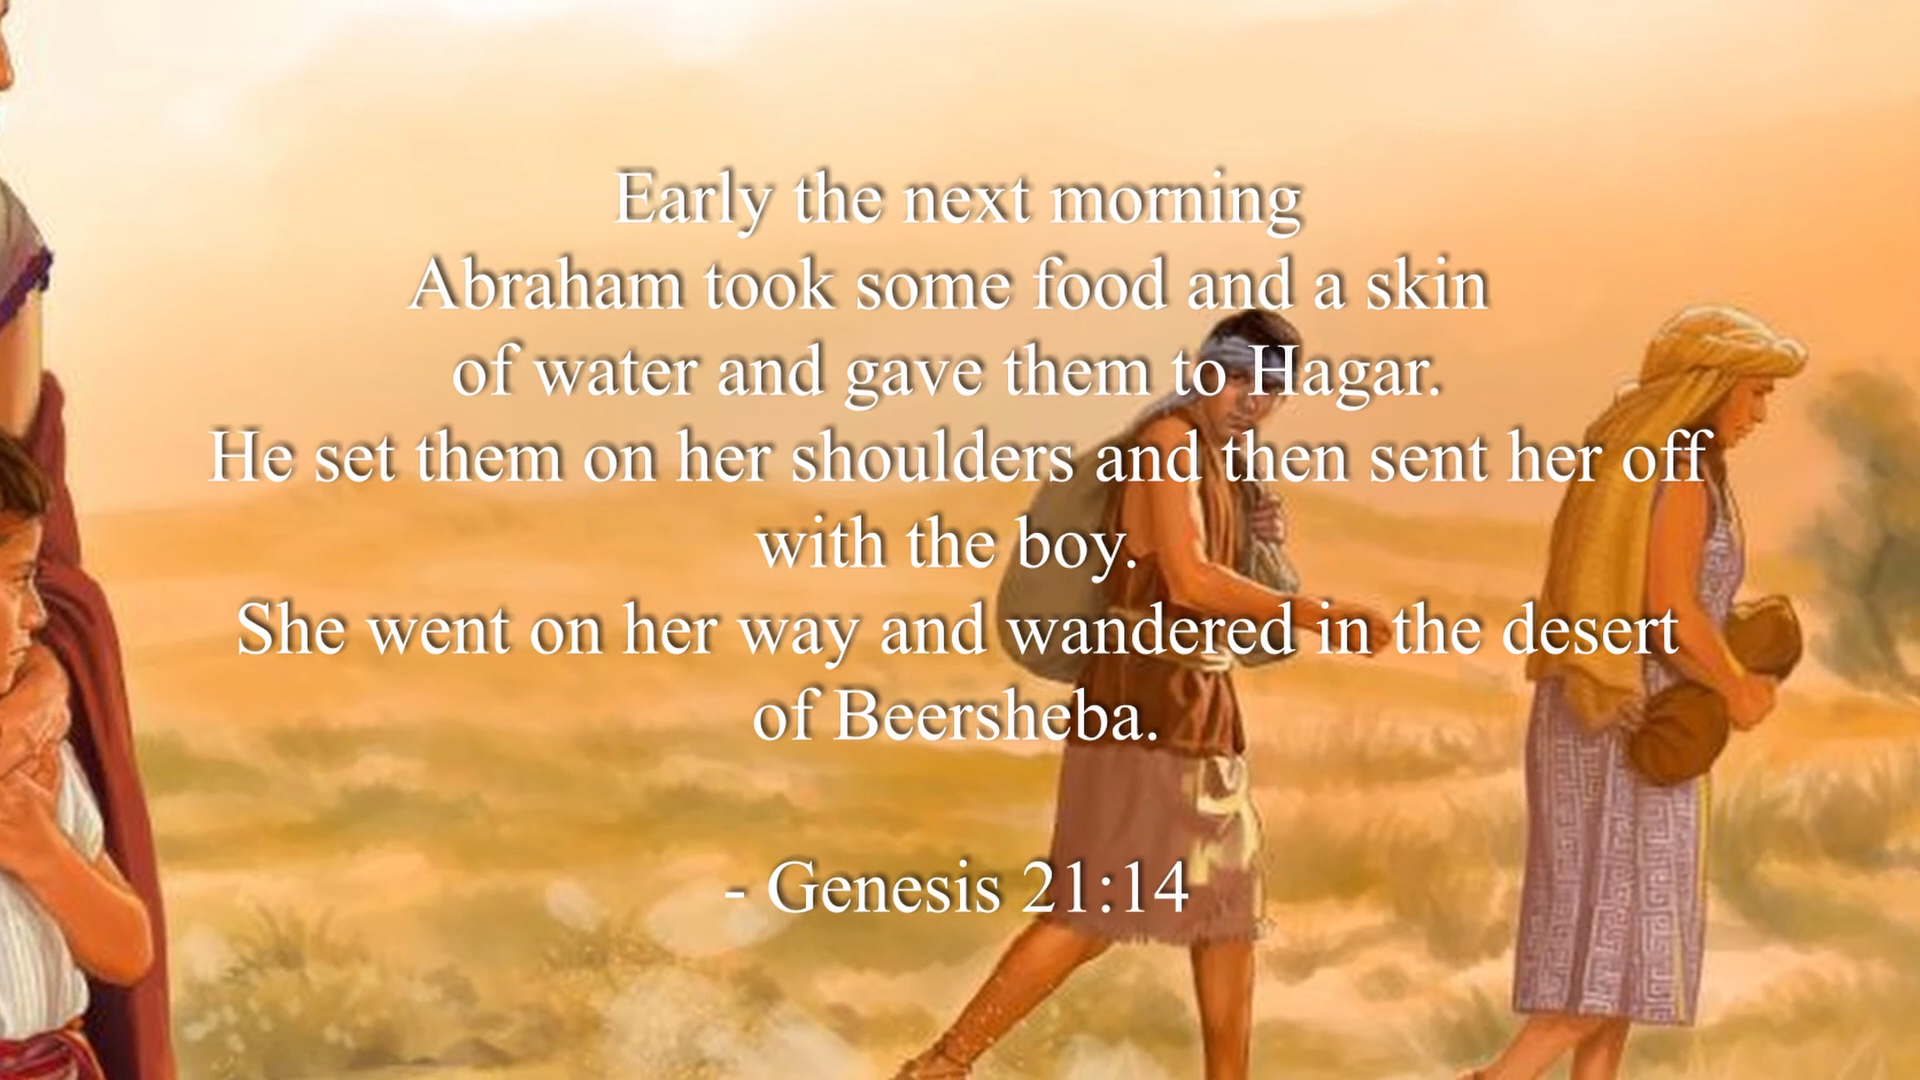 Early the next morning
Abraham took some food and a skin
of water and gave them to Hagar.
He set them on her shoulders and then sent her off
with the boy.
She went on her way and wandered in the desert
of Beersheba.
- Genesis 21:14